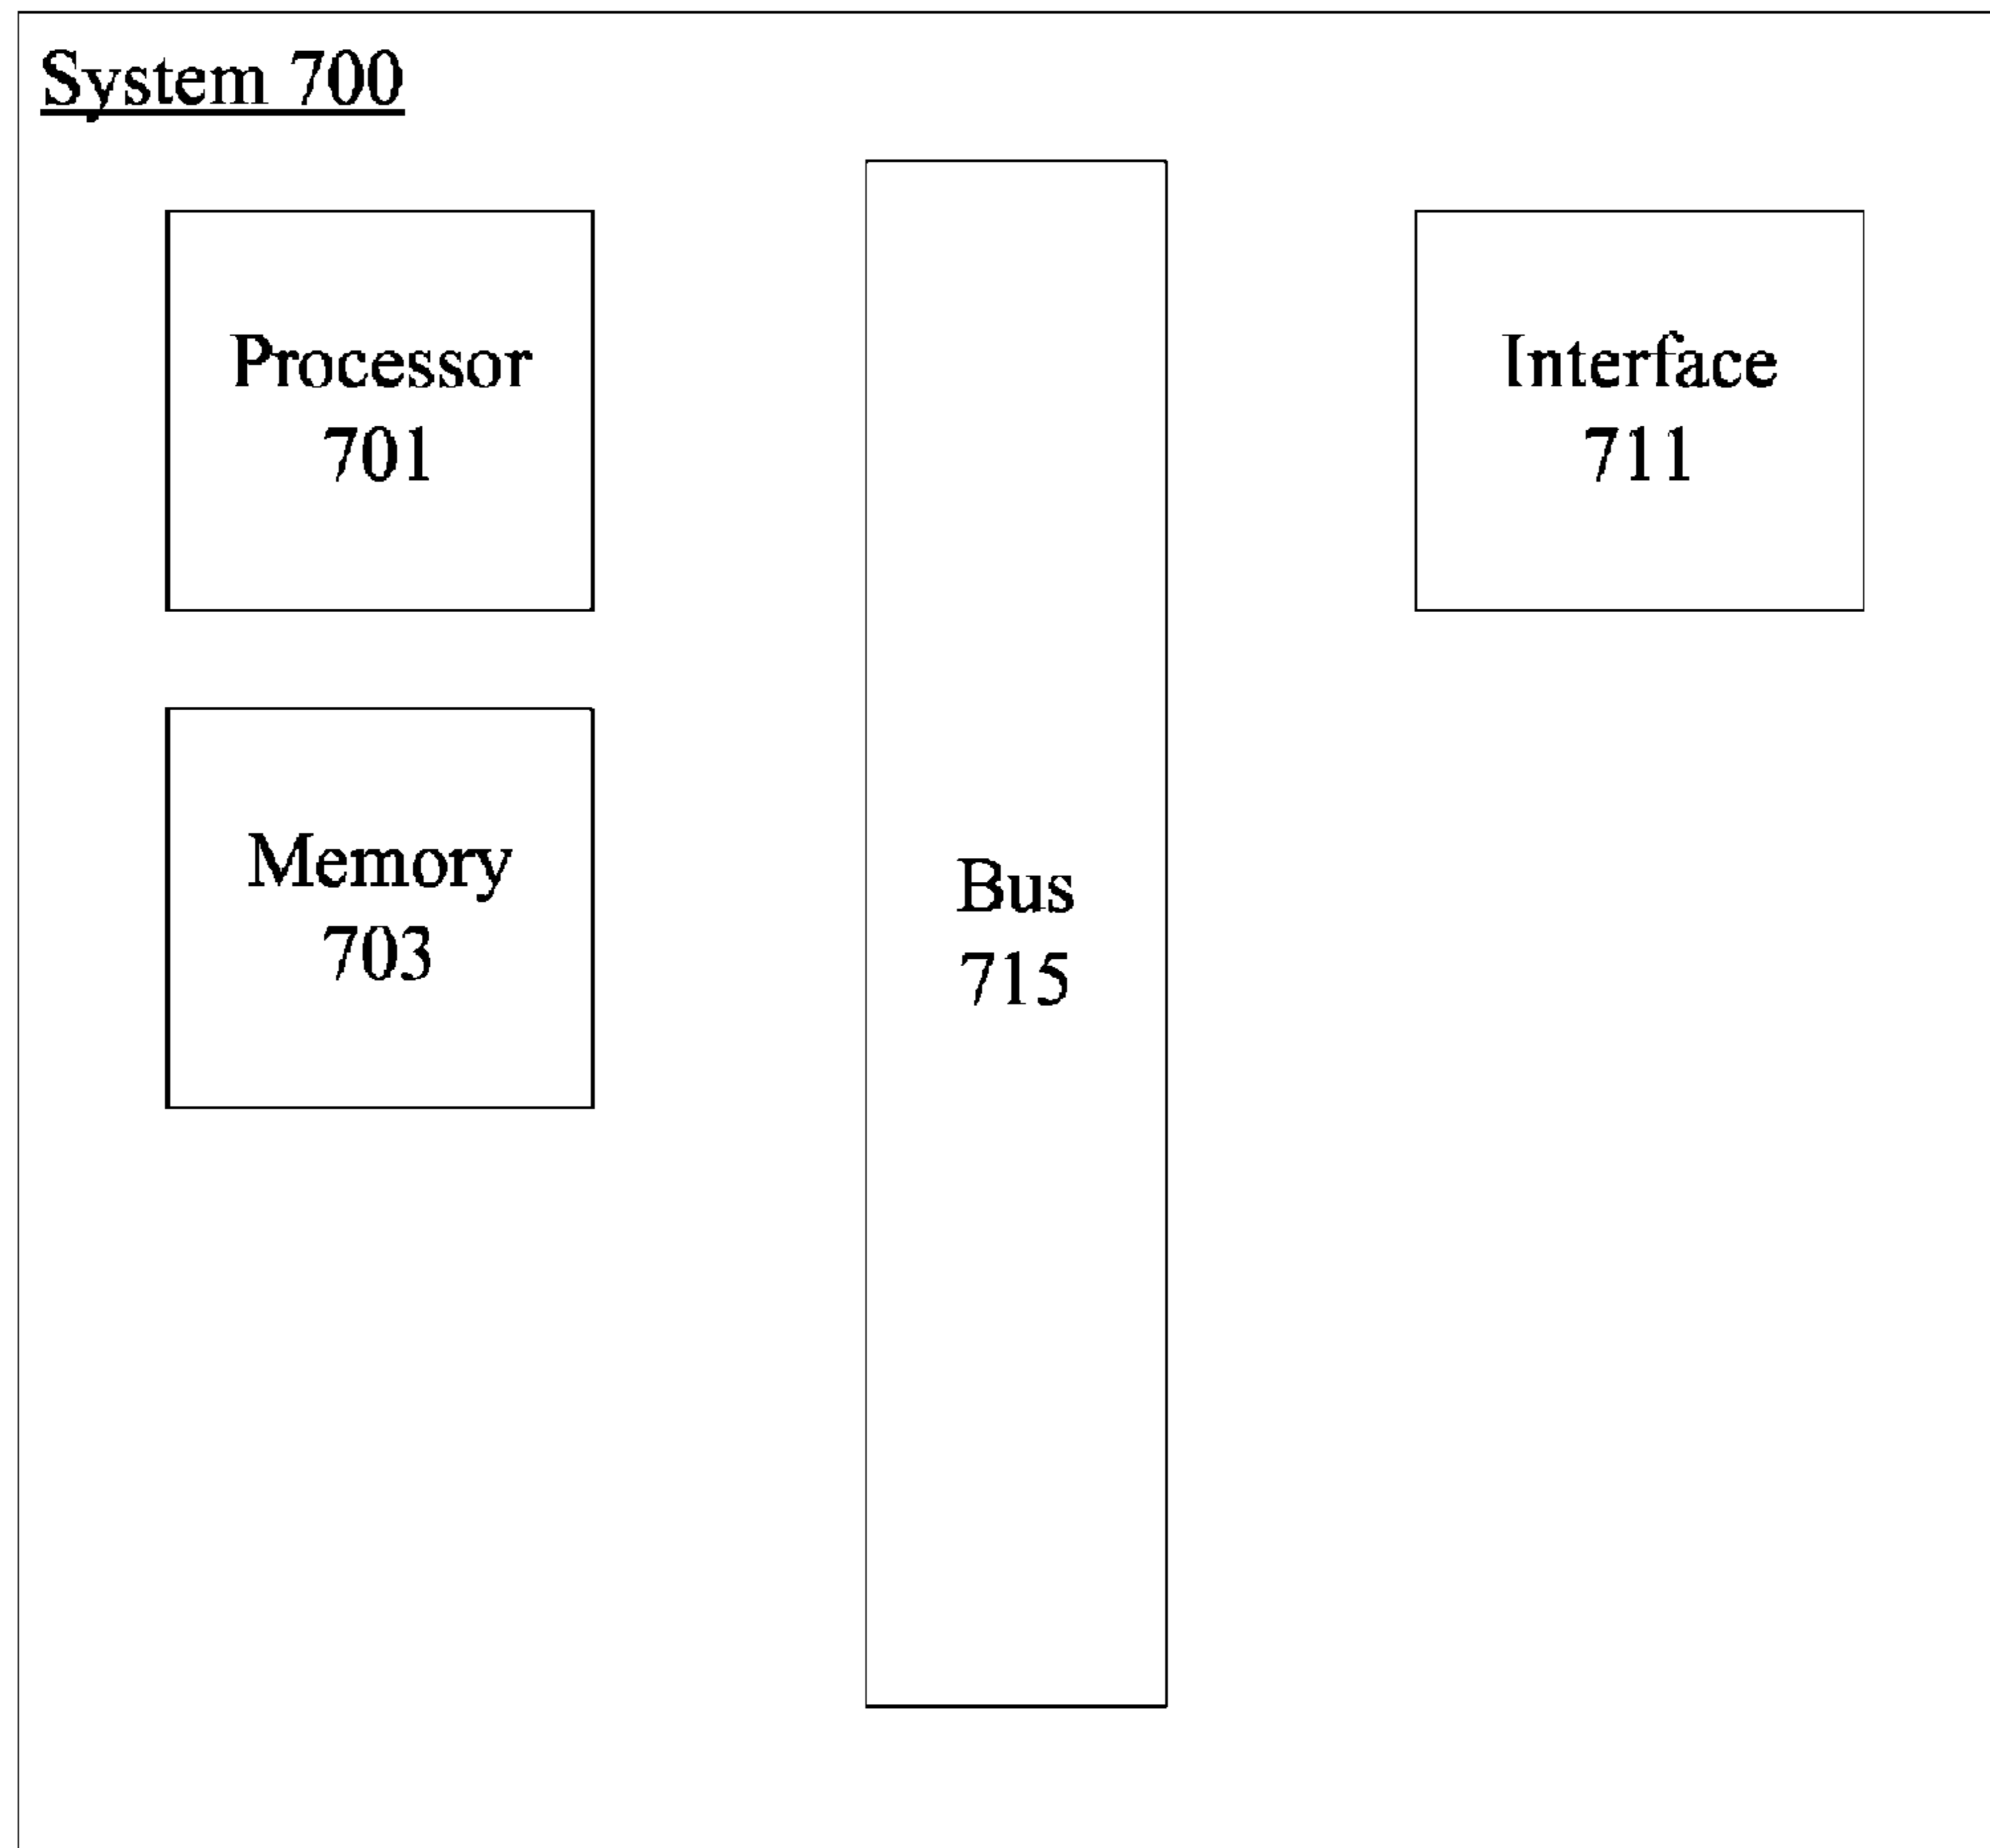 System 700
Processor
701
Interface
711
Memory
703
Bus
715